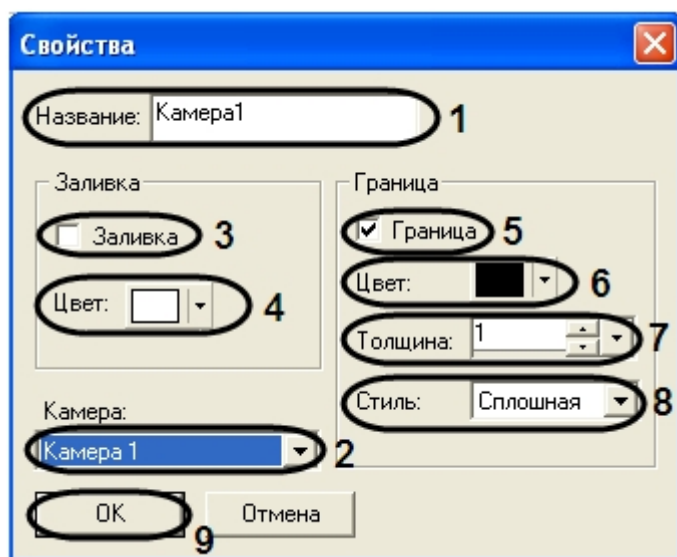 Свойства
Название: Камера1 1
Заливка
Заливка 3
Цвет: 4
Граница
Граница 5
Цвет: 6
Толщина: 1 7
Стиль: Сплошная 8
Камера:
Камера 1 2
OK 9
Отмена